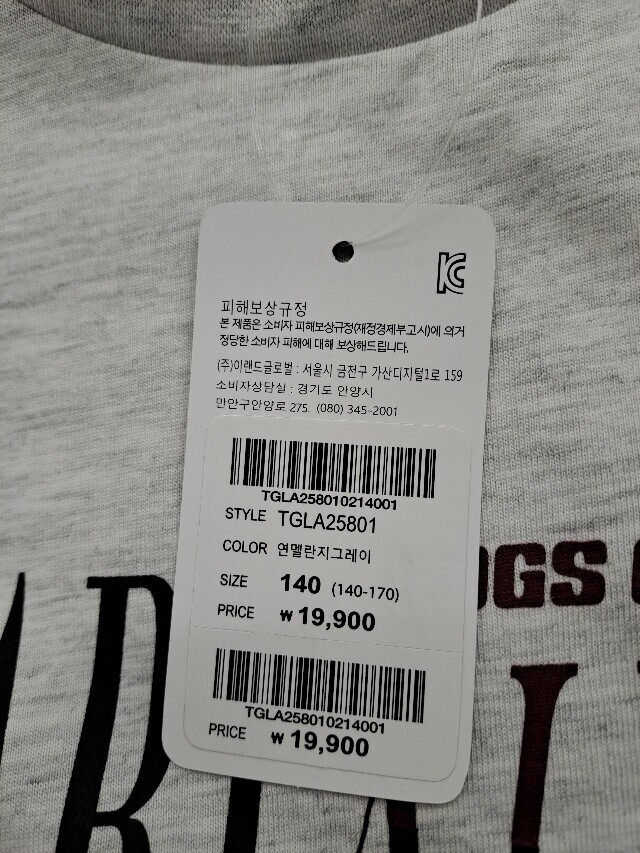 KC
피해보상규정
본 제품은 소비자 피해보상규정(재정경제부고시)에 의거
정당한 소비자 피해에 대해 보상해드립니다.
(주)이랜드글로벌 : 서울시 금천구 가산디지털1로 159
소비자상담실 : 경기도 안양시
만안구안양로 275. (080) 345-2001
TGLA258010214001
STYLE TGLA25801
COLOR 연멜란지그레이
SIZE 140 (140-170)
PRICE ₩ 19,900
TGLA258010214001
PRICE ₩ 19,900